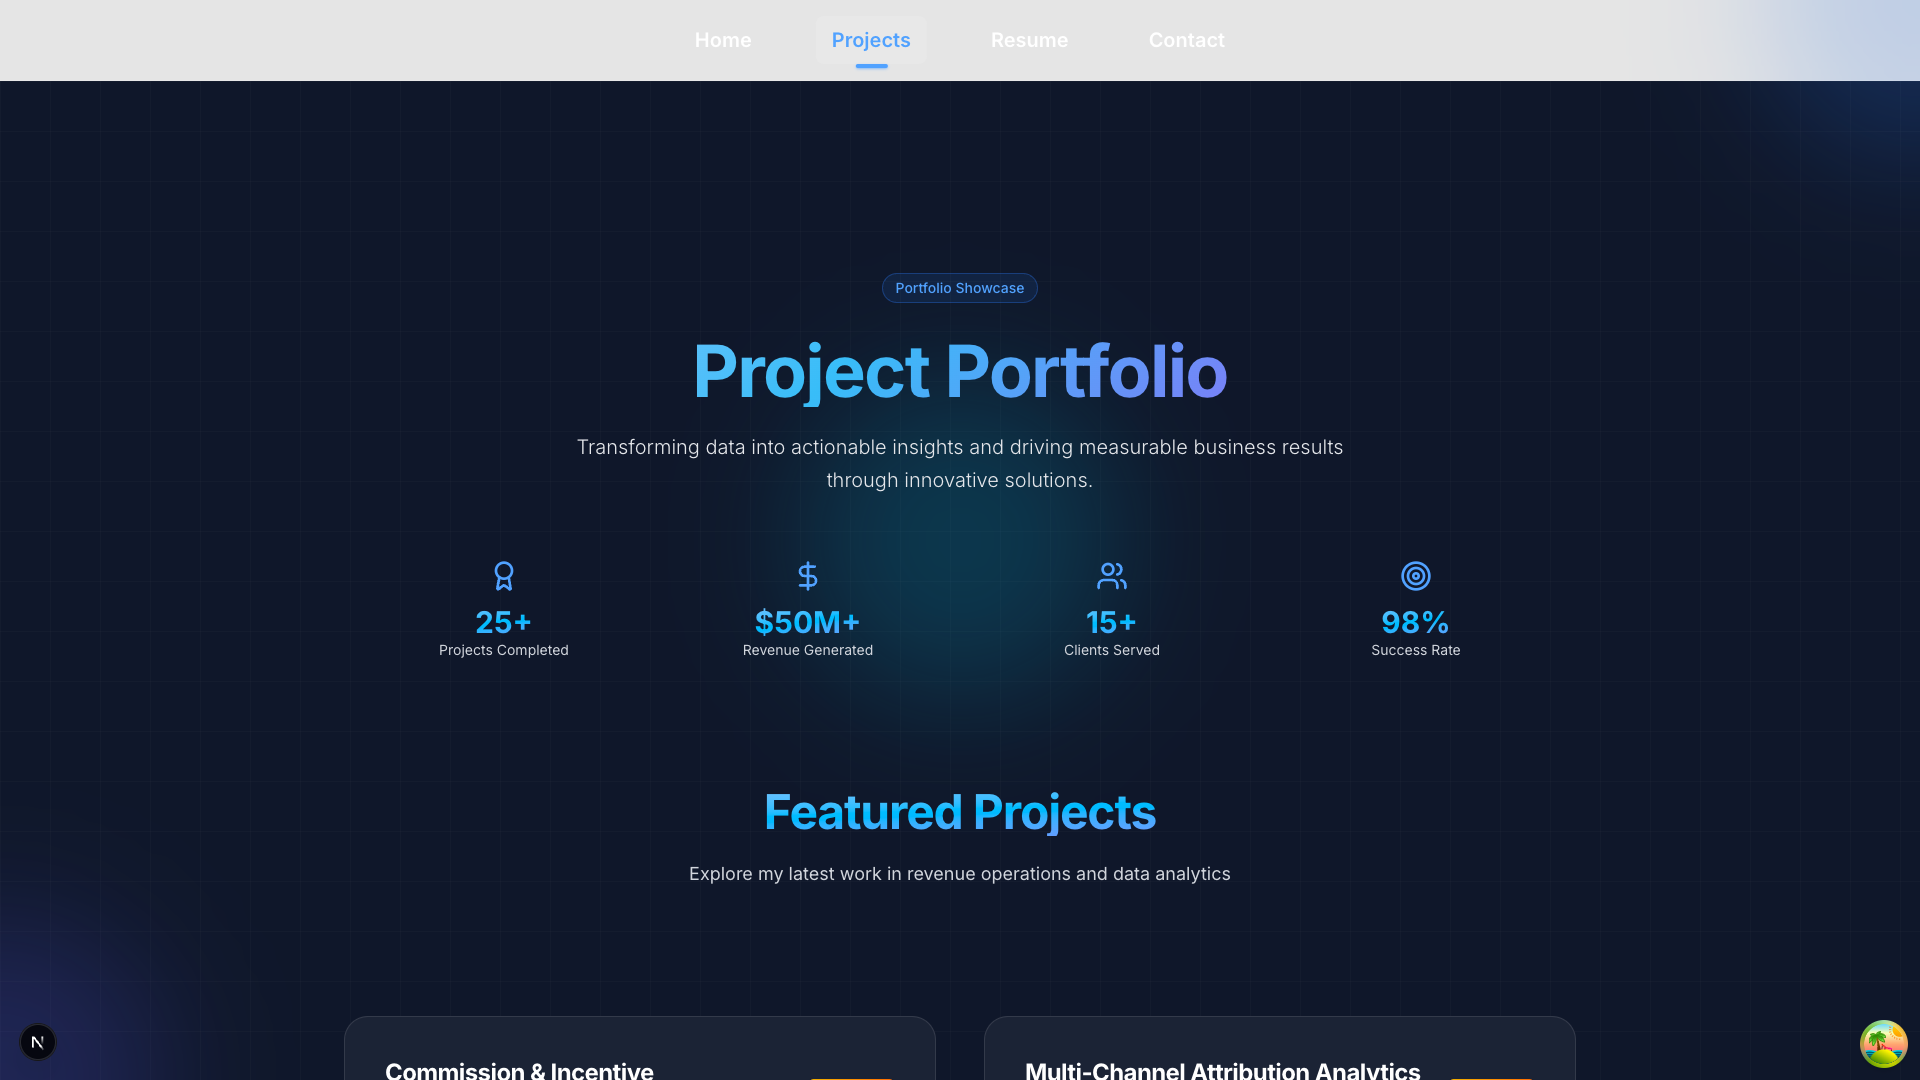 Home
Projects
Resume
Contact
Portfolio Showcase
Project Portfolio
Transforming data into actionable insights and driving measurable business results
through innovative solutions.
25+
Projects Completed
$50M+
Revenue Generated
15+
Clients Served
98%
Success Rate
Featured Projects
Explore my latest work in revenue operations and data analytics
N
Commission & Incentive
Multi-Channel Attribution Analytics